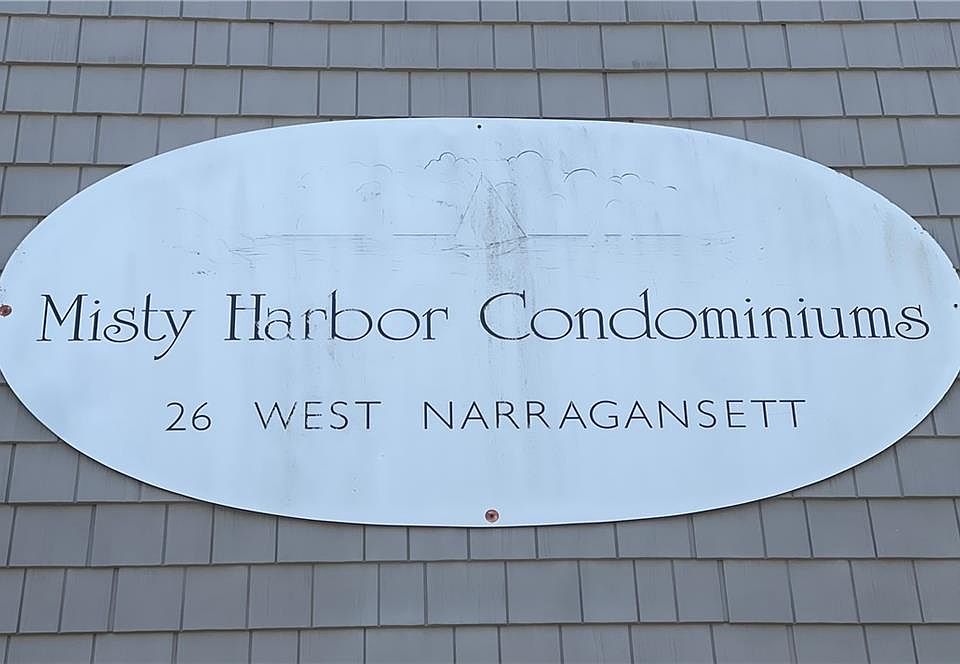 Misty Harbor Condominiums
26 WEST NARRAGANSETT